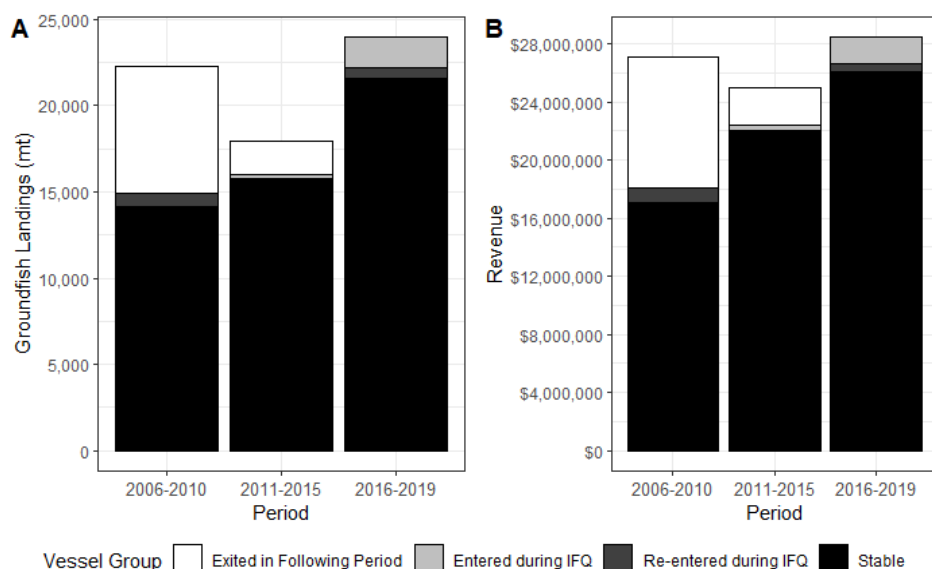 A
Groundfish Landings (mt)
25,000
20,000
15,000
10,000
5,000
0
2006-2010 2011-2015 2016-2019
Period
B
Revenue
$28,000,000
$24,000,000
$20,000,000
$16,000,000
$12,000,000
$8,000,000
$4,000,000
$0
2006-2010 2011-2015 2016-2019
Period
Vessel Group Exited in Following Period Entered during IFQ Re-entered during IFQ Stable